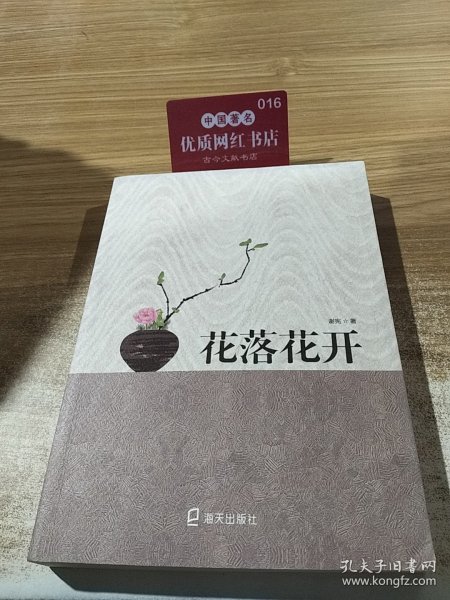 016
中国著名
优质网红书店
古今文献书店
谢宪☆著
花落花开
海天出版社
孔夫子旧书网
www.kongfz.com